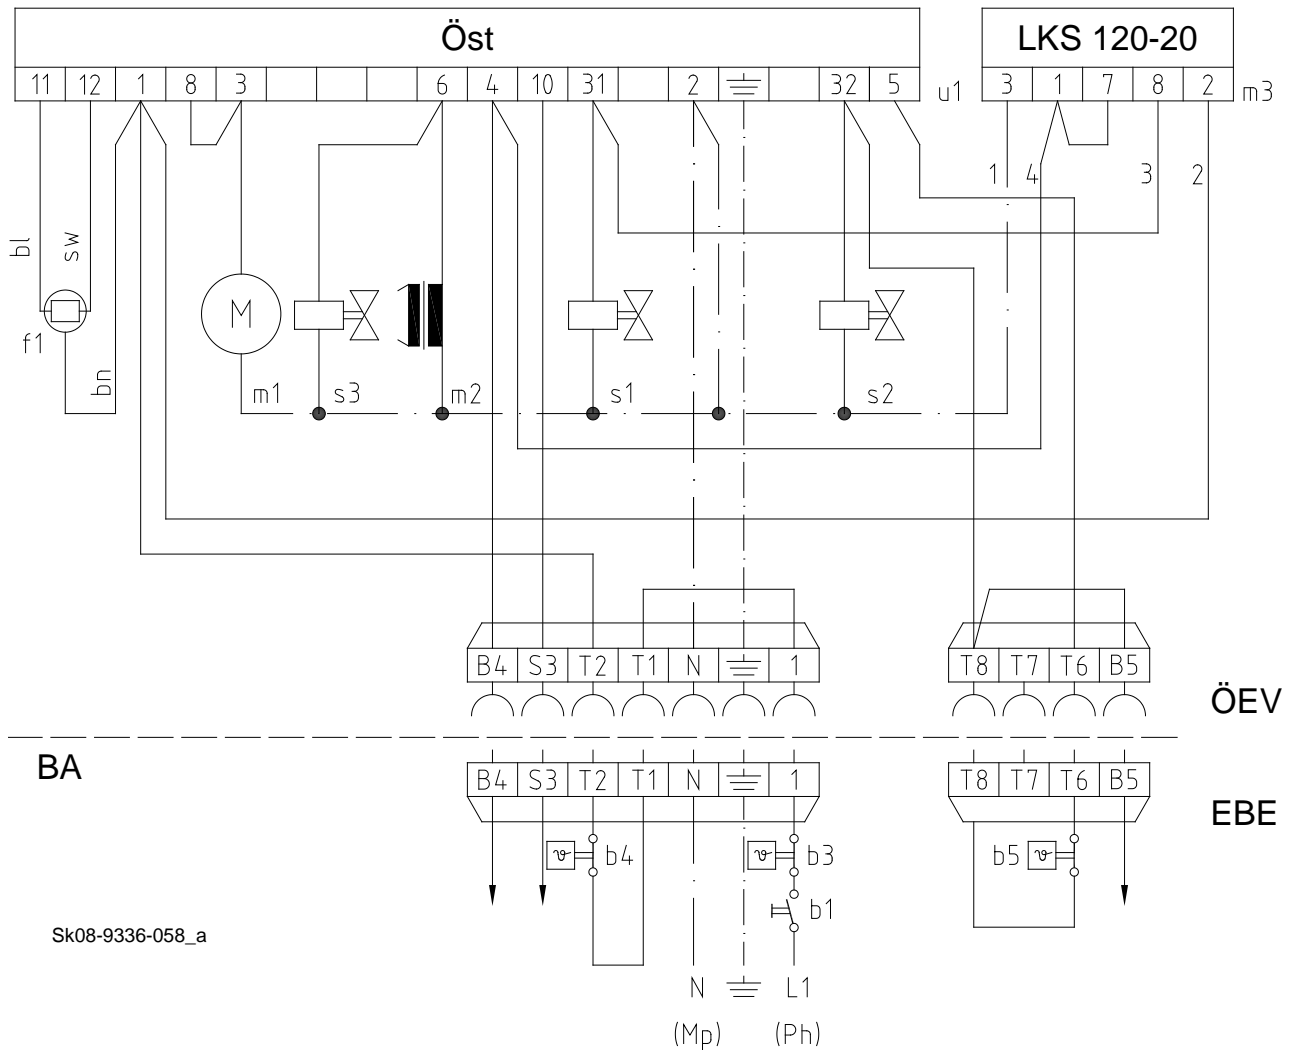 Öst LKS 120-20
11 12 1 8 3 6 4 10 31 2 32 5 u1 3 1 7 8 2 m3
1 4 3 2
bl sw
f1 M
bn m1 s3 m2 s1 s2
B4 S3 T2 T1 N 1 T8 T7 T6 B5
ÖEV
BA
B4 S3 T2 T1 N 1 T8 T7 T6 B5
EBE
ϑ b4 ϑ b3 b5 ϑ
b1
Sk08-9336-058_a
N L1
(Mp) (Ph)